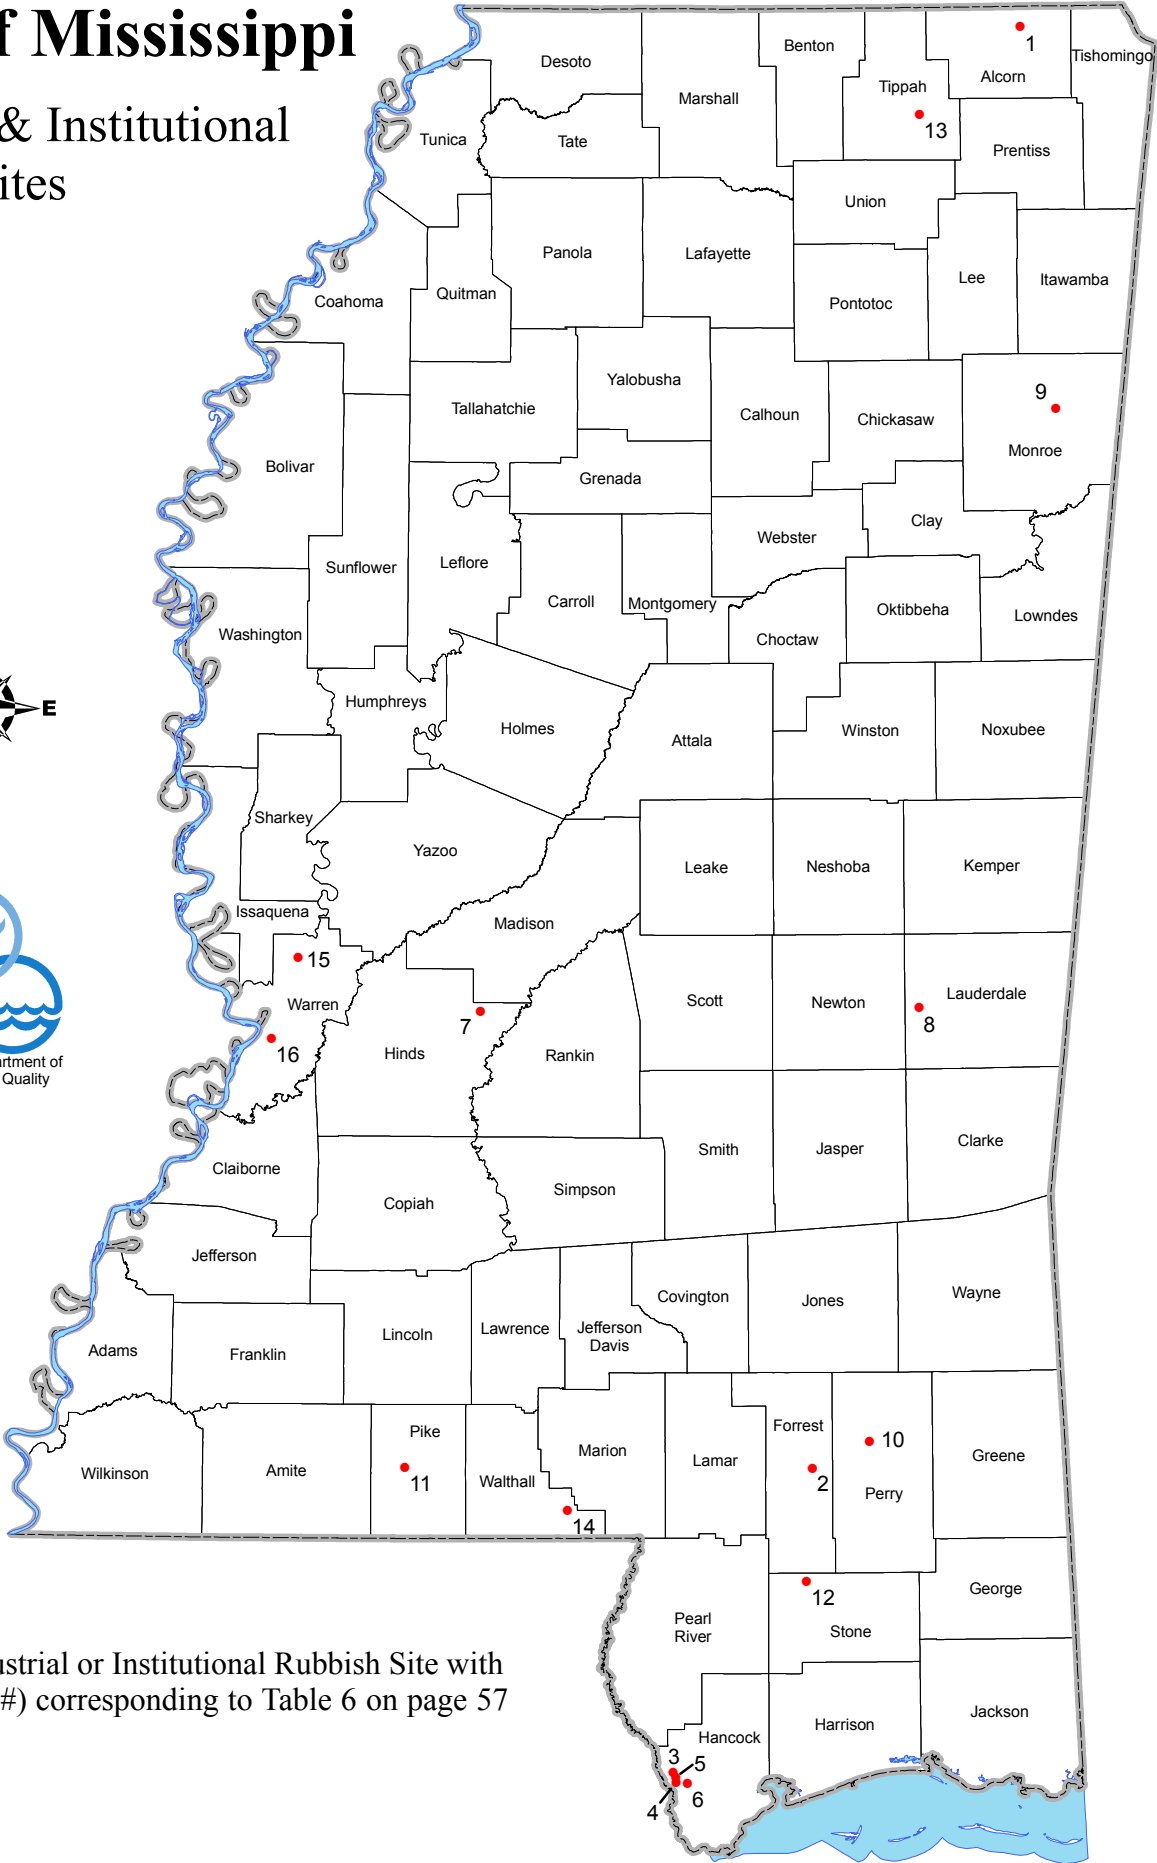 f Mississippi
& Institutional
ites
1
Tishomingo
Benton
Desoto
Alcorn
Tippah
Marshall
13
Tunica
Tate
Prentiss
Union
Panola
Lafayette
Lee
Itawamba
Quitman
Coahoma
Pontotoc
Yalobusha
9
Tallahatchie
Calhoun
Chickasaw
Monroe
Bolivar
Grenada
Clay
Webster
Leflore
Sunflower
Carroll
Montgomery
Oktibbeha
Lowndes
Washington
Choctaw
E
Humphreys
Holmes
Attala
Winston
Noxubee
Sharkey
Yazoo
Leake
Neshoba
Kemper
Issaquena
Madison
15
Warren
Scott
Newton
Lauderdale
7
8
16
Hinds
Rankin
rtment of
Quality
Smith
Jasper
Clarke
Claiborne
Copiah
Simpson
Jefferson
Wayne
Covington
Jones
Lincoln
Lawrence
Jefferson
Davis
Adams
Franklin
Pike
Forrest
10
Marion
Lamar
Greene
Wilkinson
Amite
11
Walthall
2
Perry
14
12
George
Pearl
River
Stone
ustrial or Institutional Rubbish Site with
#) corresponding to Table 6 on page 57
Jackson
Harrison
Hancock
3
5
4
6